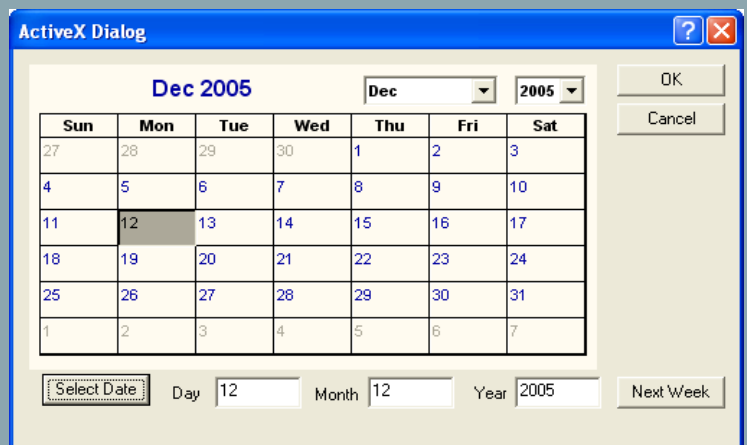 ActiveX Dialog
Dec 2005 Dec 2005 OK
Cancel
Sun Mon Tue Wed Thu Fri Sat
27 28 29 30 1 2 3
4 5 6 7 8 9 10
11 12 13 14 15 16 17
18 19 20 21 22 23 24
25 26 27 28 29 30 31
1 2 3 4 5 6 7
Select Date Day 12 Month 12 Year 2005 Next Week